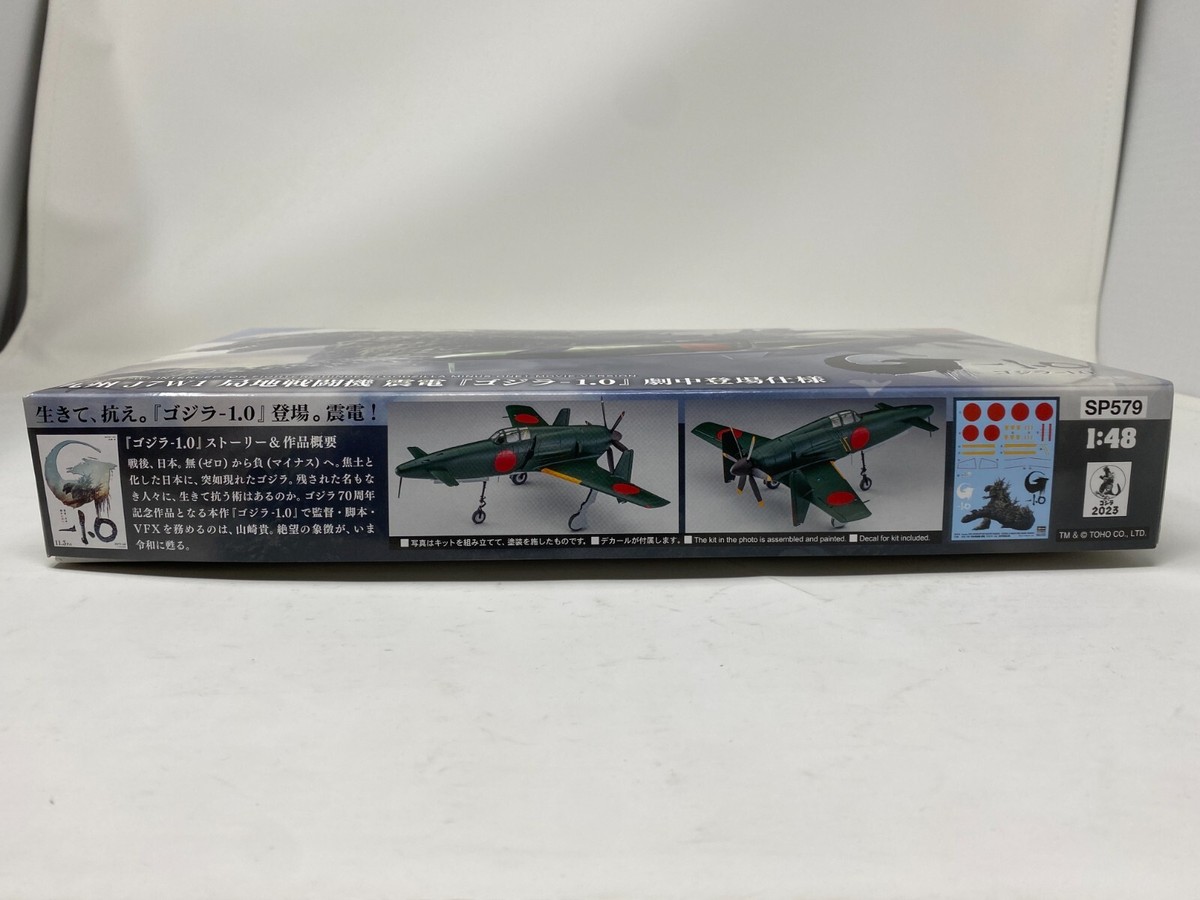 J7W1 局地戦闘機 震電『ゴジラ-1.0』劇中登場仕様
生きて、抗え。『ゴジラ-1.0』登場。震電!
『ゴジラ-1.0』ストーリー&作品概要
戦後、日本。無(ゼロ)から負(マイナス)へ。焦土と
化した日本に、突如現れたゴジラ。残された名もな
き人々に、生きて抗う術はあるのか。ゴジラ70周年
記念作品となる本作『ゴジラ-1.0』で監督・脚本・
VFXを務めるのは、山崎貴。絶望の象徴が、いま
令和に甦る。
-1.0
11.3
■写真はキットを組み立てて、塗装を施したものです。 ■デカールが付属します。
■The kit in the photo is assembled and painted. ■Decal for kit included.
-1.0
SP579
1:48
ゴジラ
2023
TM & © TOHO CO., LTD.